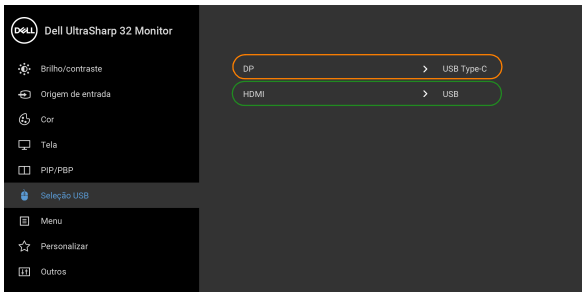 DELL Dell UltraSharp 32 Monitor
Brilho/contraste
Origem de entrada
Cor
Tela
PIP/PBP
Seleção USB
Menu
Personalizar
Outros
DP > USB Type-C
HDMI > USB